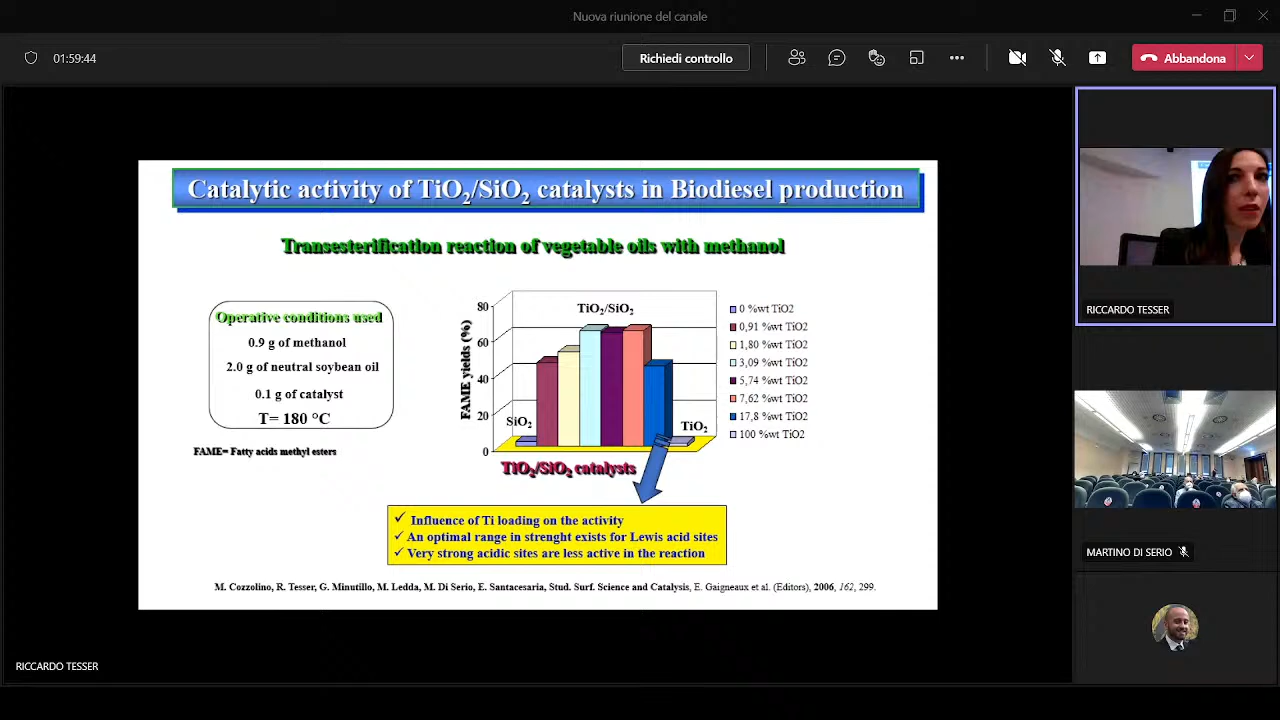 Nuova riunione del canale
01:59:44
Richiedi controllo
Abbandona
Catalytic activity of TiO2/SiO2 catalysts in Biodiesel production
Transesterification reaction of vegetable oils with methanol
Operative conditions used
0.9 g of methanol
2.0 g of neutral soybean oil
0.1 g of catalyst
T= 180 °C
FAME= Fatty acids methyl esters
FAME yields (%)
80
60
40
20
0
TiO2/SiO2
SiO2
TiO2
TiO2/SiO2 catalysts
0 %wt TiO2
0,91 %wt TiO2
1,80 %wt TiO2
3,09 %wt TiO2
5,74 %wt TiO2
7,62 %wt TiO2
17,8 %wt TiO2
100 %wt TiO2
✓ Influence of Ti loading on the activity
✓ An optimal range in strenght exists for Lewis acid sites
✓ Very strong acidic sites are less active in the reaction
M. Cozzolino, R. Tesser, G. Minutillo, M. Ledda, M. Di Serio, E. Santacesaria, Stud. Surf. Science and Catalysis, E. Gaigneaux et al. (Editors), 2006, 162, 299.
RICCARDO TESSER
RICCARDO TESSER
MARTINO DI SERIO